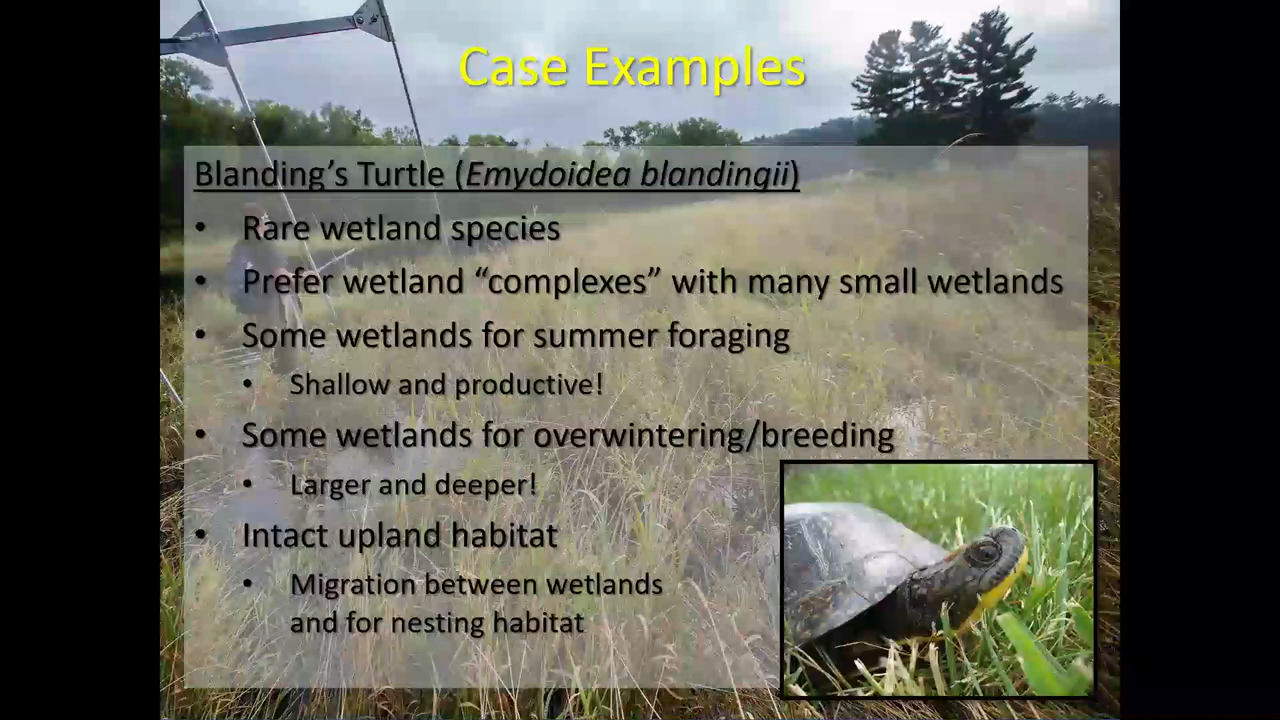 Case Examples
Blanding’s Turtle (Emydoidea blandingii)
• Rare wetland species
• Prefer wetland “complexes” with many small wetlands
• Some wetlands for summer foraging
• Shallow and productive!
• Some wetlands for overwintering/breeding
• Larger and deeper!
• Intact upland habitat
• Migration between wetlands
and for nesting habitat